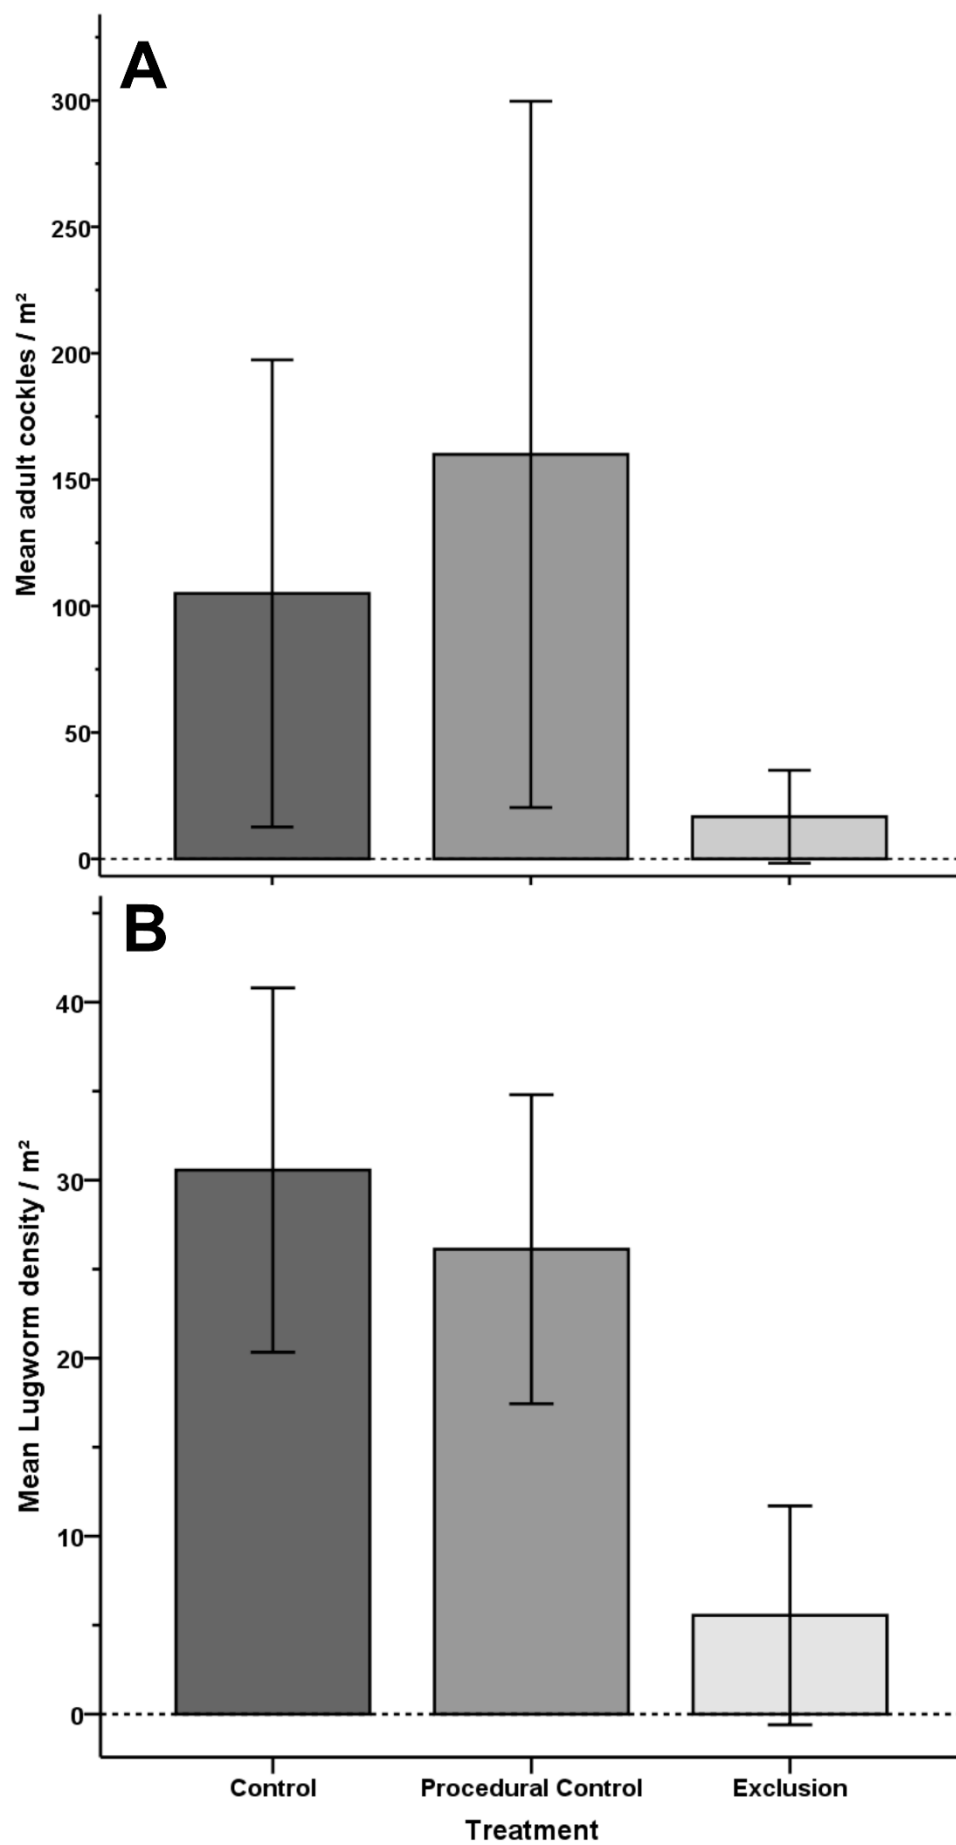 A
300
250
200
150
100
50
0
Mean adult cockles / m²
B
40
30
20
10
0
Mean Lugworm density / m²
Control Procedural Control Exclusion
Treatment